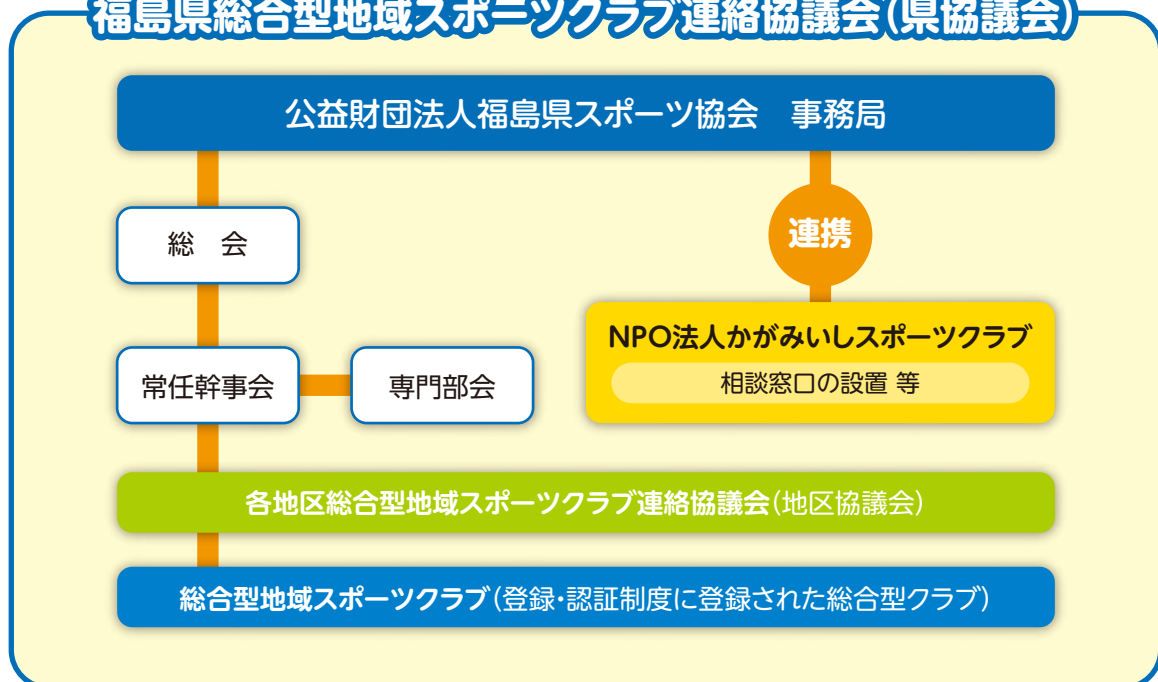 福島県総合型地域スポーツクラブ連絡協議会(県協議会)
公益財団法人福島県スポーツ協会　事務局
総　会
連携
NPO法人かがみいしスポーツクラブ
相談窓口の設置 等
常任幹事会
専門部会
各地区総合型地域スポーツクラブ連絡協議会(地区協議会)
総合型地域スポーツクラブ(登録・認証制度に登録された総合型クラブ)